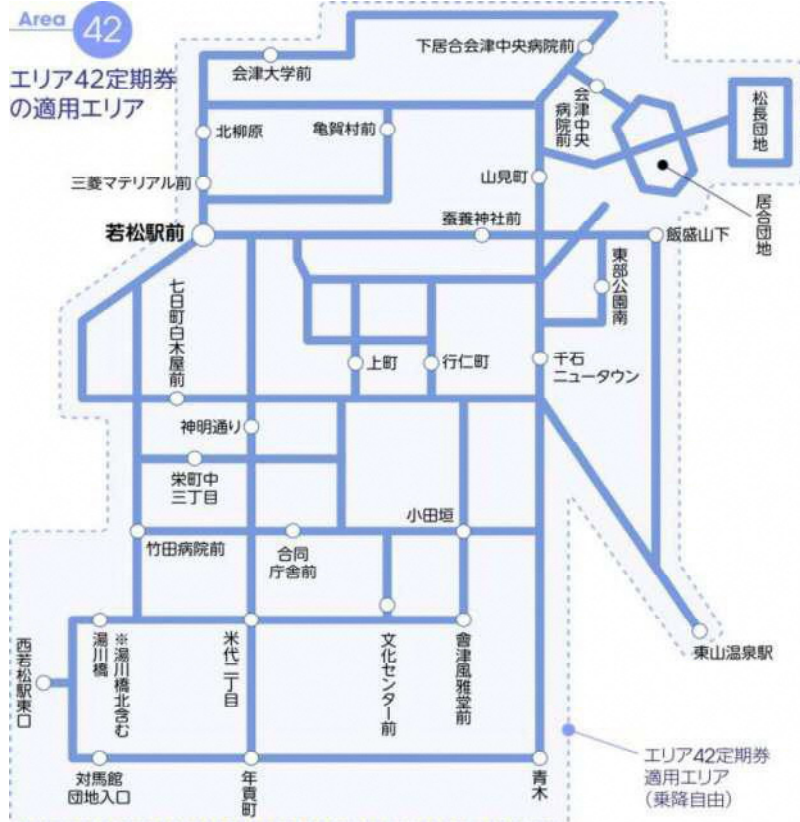 Area 42
エリア42定期券
の適用エリア
会津大学前
下居合会津中央病院前
会津中央
病院前
松長団地
北柳原
亀賀村前
三菱マテリアル前
山見町
居合団地
若松駅前
蚕養神社前
飯盛山下
東部公園南
七日町白木屋前
上町
行仁町
千石
ニュータウン
神明通り
栄町中
三丁目
小田垣
竹田病院前
合同
庁舎前
西若松駅東口
湯川橋
※湯川橋北含む
米代二丁目
文化センター前
會津風雅堂前
東山温泉駅
対馬館
団地入口
年貢町
青木
エリア42定期券
適用エリア
(乗降自由)